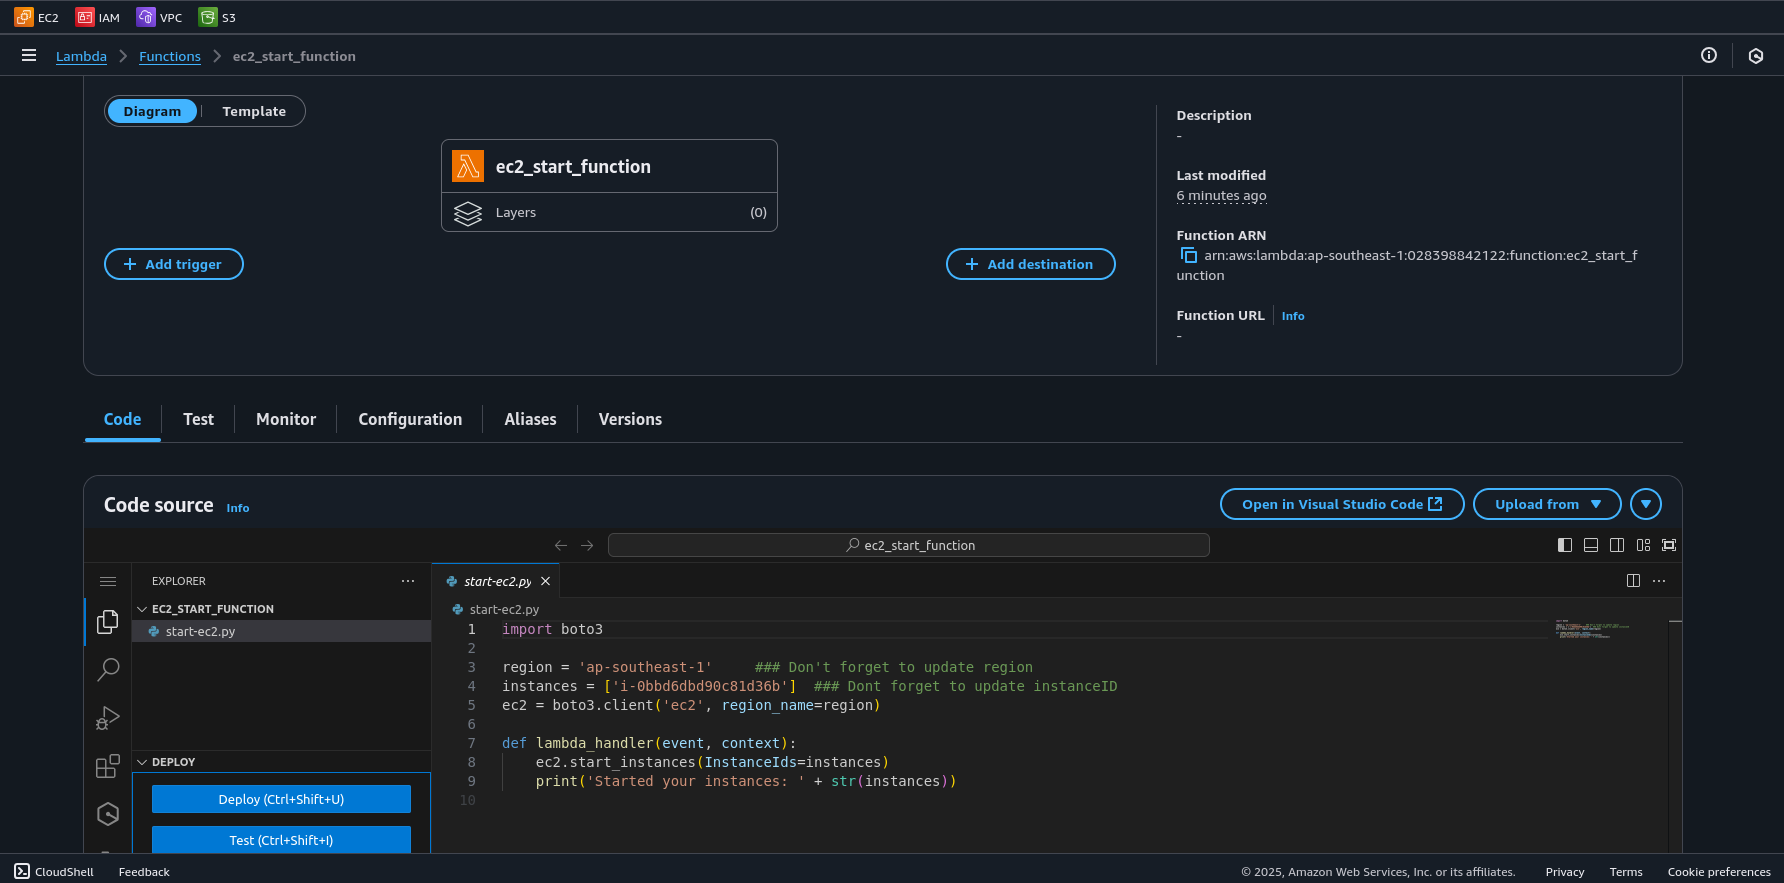 EC2 IAM VPC S3
Lambda Functions ec2_start_function
Diagram Template
ec2_start_function
Layers (0)
+ Add trigger
+ Add destination
Description
-
Last modified
6 minutes ago
Function ARN
arn:aws:lambda:ap-southeast-1:028398842122:function:ec2_start_f
unction
Function URL Info
-
Code Test Monitor Configuration Aliases Versions
Code source Info
Open in Visual Studio Code Upload from
ec2_start_function
EXPLORER
EC2_START_FUNCTION
start-ec2.py
DEPLOY
Deploy (Ctrl+Shift+U)
Test (Ctrl+Shift+I)
start-ec2.py
start-ec2.py
1 import boto3
2
3 region = 'ap-southeast-1'     ### Don't forget to update region
4 instances = ['i-0bbd6dbd90c81d36b']  ### Dont forget to update instanceID
5 ec2 = boto3.client('ec2', region_name=region)
6
7 def lambda_handler(event, context):
8     ec2.start_instances(InstanceIds=instances)
9     print('Started your instances: ' + str(instances))
10
CloudShell Feedback © 2025, Amazon Web Services, Inc. or its affiliates. Privacy Terms Cookie preferences